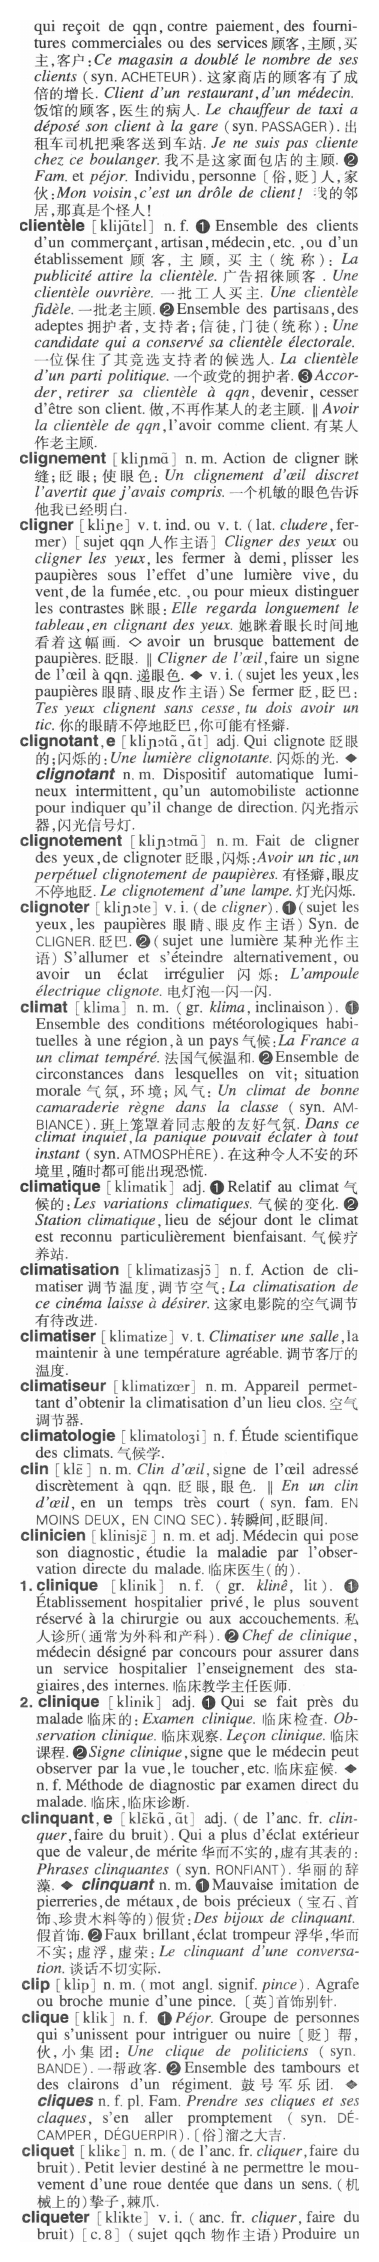 qui reçoit de qqn, contre paiement, des fourni-
tures commerciales ou des services 顾客,主顾,买
主,客户:Ce magasin a doublé le nombre de ses
clients (syn. ACHETEUR). 这家商店的顾客有了成
倍的增长. Client d'un restaurant, d'un médecin.
饭馆的顾客,医生的病人. Le chauffeur de taxi a
déposé son client à la gare (syn. PASSAGER). 出
租车司机把乘客送到车站. Je ne suis pas cliente
chez ce boulanger. 我不是这家面包店的主顾. ❷
Fam. et péjor. Individu, personne〔俗,贬〕人,家
伙:Mon voisin, c'est un drôle de client! 我的邻
居,那真是个怪人!
clientèle [klijɑ̃tɛl] n. f. ❶ Ensemble des clients
d'un commerçant, artisan, médecin, etc., ou d'un
établissement 顾客, 主顾, 买主(统称): La
publicité attire la clientèle. 广告招徕顾客. Une
clientèle ouvrière. 一批工人买主. Une clientèle
fidèle. 一批老主顾. ❷ Ensemble des partisans, des
adeptes 拥护者,支持者;信徒,门徒(统称): Une
candidate qui a conservé sa clientèle électorale.
一位保住了其竞选支持者的候选人. La clientèle
d'un parti politique. 一个政党的拥护者. ❸ Accor-
der, retirer sa clientèle à qqn, devenir, cesser
d'être son client. 做,不再作某人的老主顾. ‖ Avoir
la clientèle de qqn, l'avoir comme client. 有某人
作老主顾.
clignement [kliɲmɑ̃] n. m. Action de cligner 眯
缝;眨眼;使眼色: Un clignement d'œil discret
l'avertit que j'avais compris. 一个机敏的眼色告诉
他我已经明白.
cligner [kliɲe] v. t. ind. ou v. t. (lat. cludere, fer-
mer) [sujet qqn 人作主语] Cligner des yeux ou
cligner les yeux, les fermer à demi, plisser les
paupières sous l'effet d'une lumière vive, du
vent, de la fumée, etc., ou pour mieux distinguer
les contrastes 眯眼: Elle regarda longuement le
tableau, en clignant des yeux. 她眯着眼长时间地
看着这幅画. ◇ avoir un brusque battement de
paupières. 眨眼. ‖ Cligner de l'œil, faire un signe
de l'œil à qqn. 递眼色. ◆ v. i. (sujet les yeux, les
paupières 眼睛、眼皮作主语) Se fermer 眨,眨巴:
Tes yeux clignent sans cesse, tu dois avoir un
tic. 你的眼睛不停地眨巴,你可能有怪癖.
clignotant, e [kliɲɔtɑ̃, ɑ̃t] adj. Qui clignote 眨眼
的;闪烁的: Une lumière clignotante. 闪烁的光. ◆
clignotant n. m. Dispositif automatique lumi-
neux intermittent, qu'un automobiliste actionne
pour indiquer qu'il change de direction. 闪光指示
器,闪光信号灯.
clignotement [kliɲɔtmɑ̃] n. m. Fait de cligner
des yeux, de clignoter 眨眼,闪烁:Avoir un tic, un
perpétuel clignotement de paupières. 有怪癖,眼皮
不停地眨. Le clignotement d'une lampe. 灯光闪烁.
clignoter [kliɲɔte] v. i. (de cligner). ❶ (sujet les
yeux, les paupières 眼睛、眼皮作主语) Syn. de
CLIGNER. 眨巴. ❷ (sujet une lumière 某种光作主
语) S'allumer et s'éteindre alternativement, ou
avoir un éclat irrégulier 闪烁: L'ampoule
électrique clignote. 电灯泡一闪一闪.
climat [klima] n. m. (gr. klima, inclinaison). ❶
Ensemble des conditions météorologiques habi-
tuelles à une région, à un pays 气候:La France a
un climat tempéré. 法国气候温和. ❷ Ensemble de
circonstances dans lesquelles on vit; situation
morale 气氛, 环境; 风气: Un climat de bonne
camaraderie règne dans la classe (syn. AM-
BIANCE). 班上笼罩着同志般的友好气氛. Dans ce
climat inquiet, la panique pouvait éclater à tout
instant (syn. ATMOSPHÈRE). 在这种令人不安的环
境里,随时都可能出现恐慌.
climatique [klimatik] adj. ❶ Relatif au climat 气
候的: Les variations climatiques. 气候的变化. ❷
Station climatique, lieu de séjour dont le climat
est reconnu particulièrement bienfaisant. 气候疗
养站.
climatisation [klimatizasjɔ̃] n. f. Action de cli-
matiser 调节温度,调节空气: La climatisation de
ce cinéma laisse à désirer. 这家电影院的空气调节
有待改进.
climatiser [klimatize] v. t. Climatiser une salle, la
maintenir à une température agréable. 调节客厅的
温度.
climatiseur [klimatizœr] n. m. Appareil permet-
tant d'obtenir la climatisation d'un lieu clos. 空气
调节器.
climatologie [klimatolɔʒi] n. f. Étude scientifique
des climats. 气候学.
clin [klɛ̃] n. m. Clin d'œil, signe de l'œil adressé
discrètement à qqn. 眨眼,眼色. ‖ En un clin
d'œil, en un temps très court (syn. fam. EN
MOINS DEUX, EN CINQ SEC). 转瞬间,眨眼间.
clinicien [klinisjɛ̃] n. m. et adj. Médecin qui pose
son diagnostic, étudie la maladie par l'obser-
vation directe du malade. 临床医生(的).
1. clinique [klinik] n. f. (gr. klinê, lit). ❶
Établissement hospitalier privé, le plus souvent
réservé à la chirurgie ou aux accouchements. 私
人诊所(通常为外科和产科). ❷ Chef de clinique,
médecin désigné par concours pour assurer dans
un service hospitalier l'enseignement des sta-
giaires, des internes. 临床教学主任医师.
2. clinique [klinik] adj. ❶ Qui se fait près du
malade 临床的: Examen clinique. 临床检查. Ob-
servation clinique. 临床观察. Leçon clinique. 临床
课程. ❷ Signe clinique, signe que le médecin peut
observer par la vue, le toucher, etc. 临床症候. ◆
n. f. Méthode de diagnostic par examen direct du
malade. 临床,临床诊断.
clinquant, e [klɛ̃kɑ̃, ɑ̃t] adj. (de l'anc. fr. clin-
quer, faire du bruit). Qui a plus d'éclat extérieur
que de valeur, de mérite 华而不实的,虚有其表的:
Phrases clinquantes (syn. RONFIANT). 华丽的辞
藻. ◆ clinquant n. m. ❶ Mauvaise imitation de
pierreries, de métaux, de bois précieux (宝石、首
饰、珍贵木料等的)假货: Des bijoux de clinquant.
假首饰. ❷ Faux brillant, éclat trompeur 浮华,华而
不实; 虚浮, 虚荣: Le clinquant d'une conversa-
tion. 谈话不切实际.
clip [klip] n. m. (mot angl. signif. pince). Agrafe
ou broche munie d'une pince.〔英〕首饰别针.
clique [klik] n. f. ❶ Péjor. Groupe de personnes
qui s'unissent pour intriguer ou nuire〔贬〕帮,
伙, 小集团: Une clique de politiciens (syn.
BANDE). 一帮政客. ❷ Ensemble des tambours et
des clairons d'un régiment. 鼓号军乐团. ◆
cliques n. f. pl. Fam. Prendre ses cliques et ses
claques, s'en aller promptement (syn. DÉ-
CAMPER, DÉGUERPIR).〔俗〕溜之大吉.
cliquet [klikɛ] n. m. (de l'anc. fr. cliquer, faire du
bruit). Petit levier destiné à ne permettre le mou-
vement d'une roue dentée que dans un sens. (机
械上的)掣子,棘爪.
cliqueter [klikte] v. i. (anc. fr. cliquer, faire du
bruit) [c. 8] (sujet qqch 物作主语) Produire un